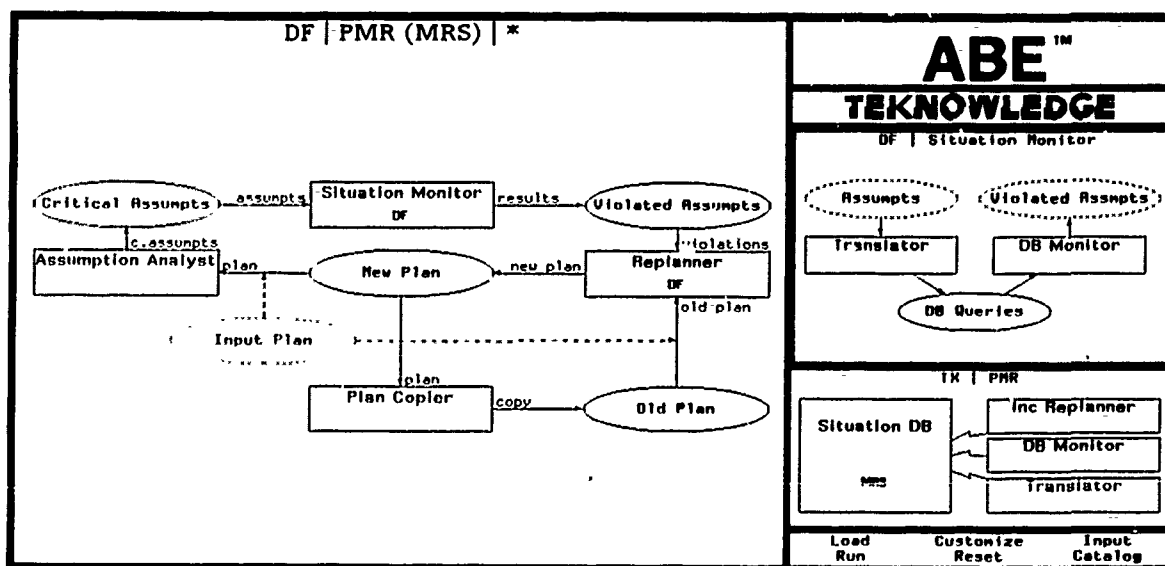 DF | PMR (MRS) | *
Critical Assumpts
assumpts
Situation Monitor
DF
results
Violated Assumpts
c.assumpts
violations
Assumption Analyst
plan
New Plan
new plan
Replanner
DF
old plan
Input Plan
plan
Plan Copier
copy
Old Plan
ABE™
TEKNOWLEDGE
DF | Situation Monitor
Assumpts
Violated Assmpts
Translator
DB Monitor
DB Queries
TX | PMR
Situation DB
MRS
Inc Replanner
DB Monitor
Translator
Load Customize Input
Run Reset Catalog